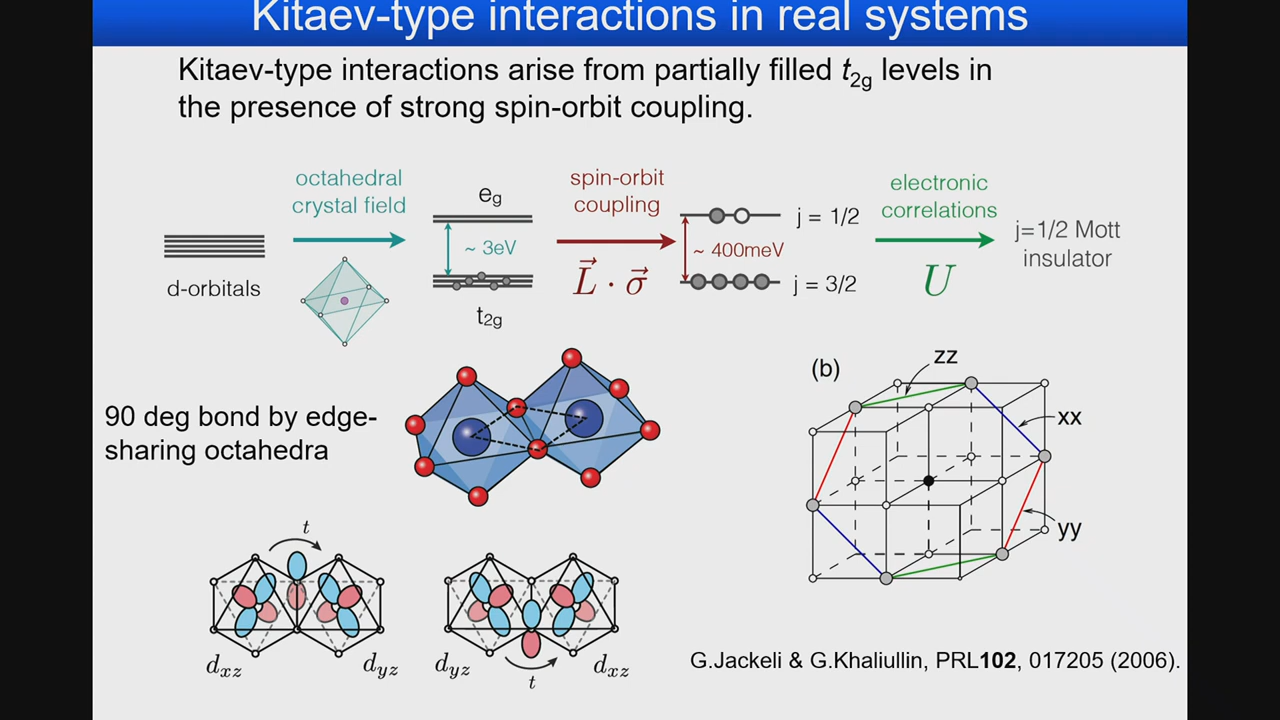 Kitaev-type interactions in real systems
Kitaev-type interactions arise from partially filled t2g levels in
the presence of strong spin-orbit coupling.
d-orbitals
octahedral
crystal field
eg
~ 3eV
t2g
spin-orbit
coupling
L⃗ · σ⃗
j = 1/2
~ 400meV
j = 3/2
electronic
correlations
U
j=1/2 Mott
insulator
90 deg bond by edge-
sharing octahedra
(b)
zz
xx
yy
t
dxz
dyz
dyz
t
dxz
G.Jackeli & G.Khaliullin, PRL102, 017205 (2006).